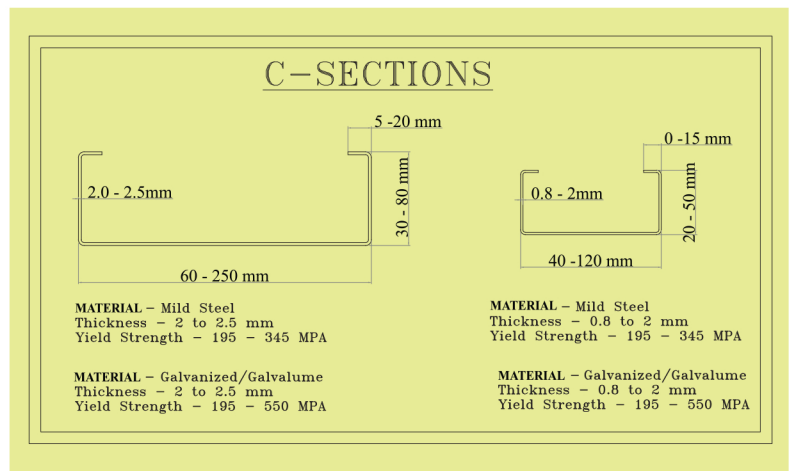 C-SECTIONS
5 -20 mm
2.0 - 2.5mm
30 - 80 mm
60 - 250 mm
MATERIAL - Mild Steel
Thickness - 2 to 2.5 mm
Yield Strength - 195 - 345 MPA
MATERIAL - Galvanized/Galvalume
Thickness - 2 to 2.5 mm
Yield Strength - 195 - 550 MPA
0 -15 mm
0.8 - 2mm
20 - 50 mm
40 -120 mm
MATERIAL - Mild Steel
Thickness - 0.8 to 2 mm
Yield Strength - 195 - 345 MPA
MATERIAL - Galvanized/Galvalume
Thickness - 0.8 to 2 mm
Yield Strength - 195 - 550 MPA